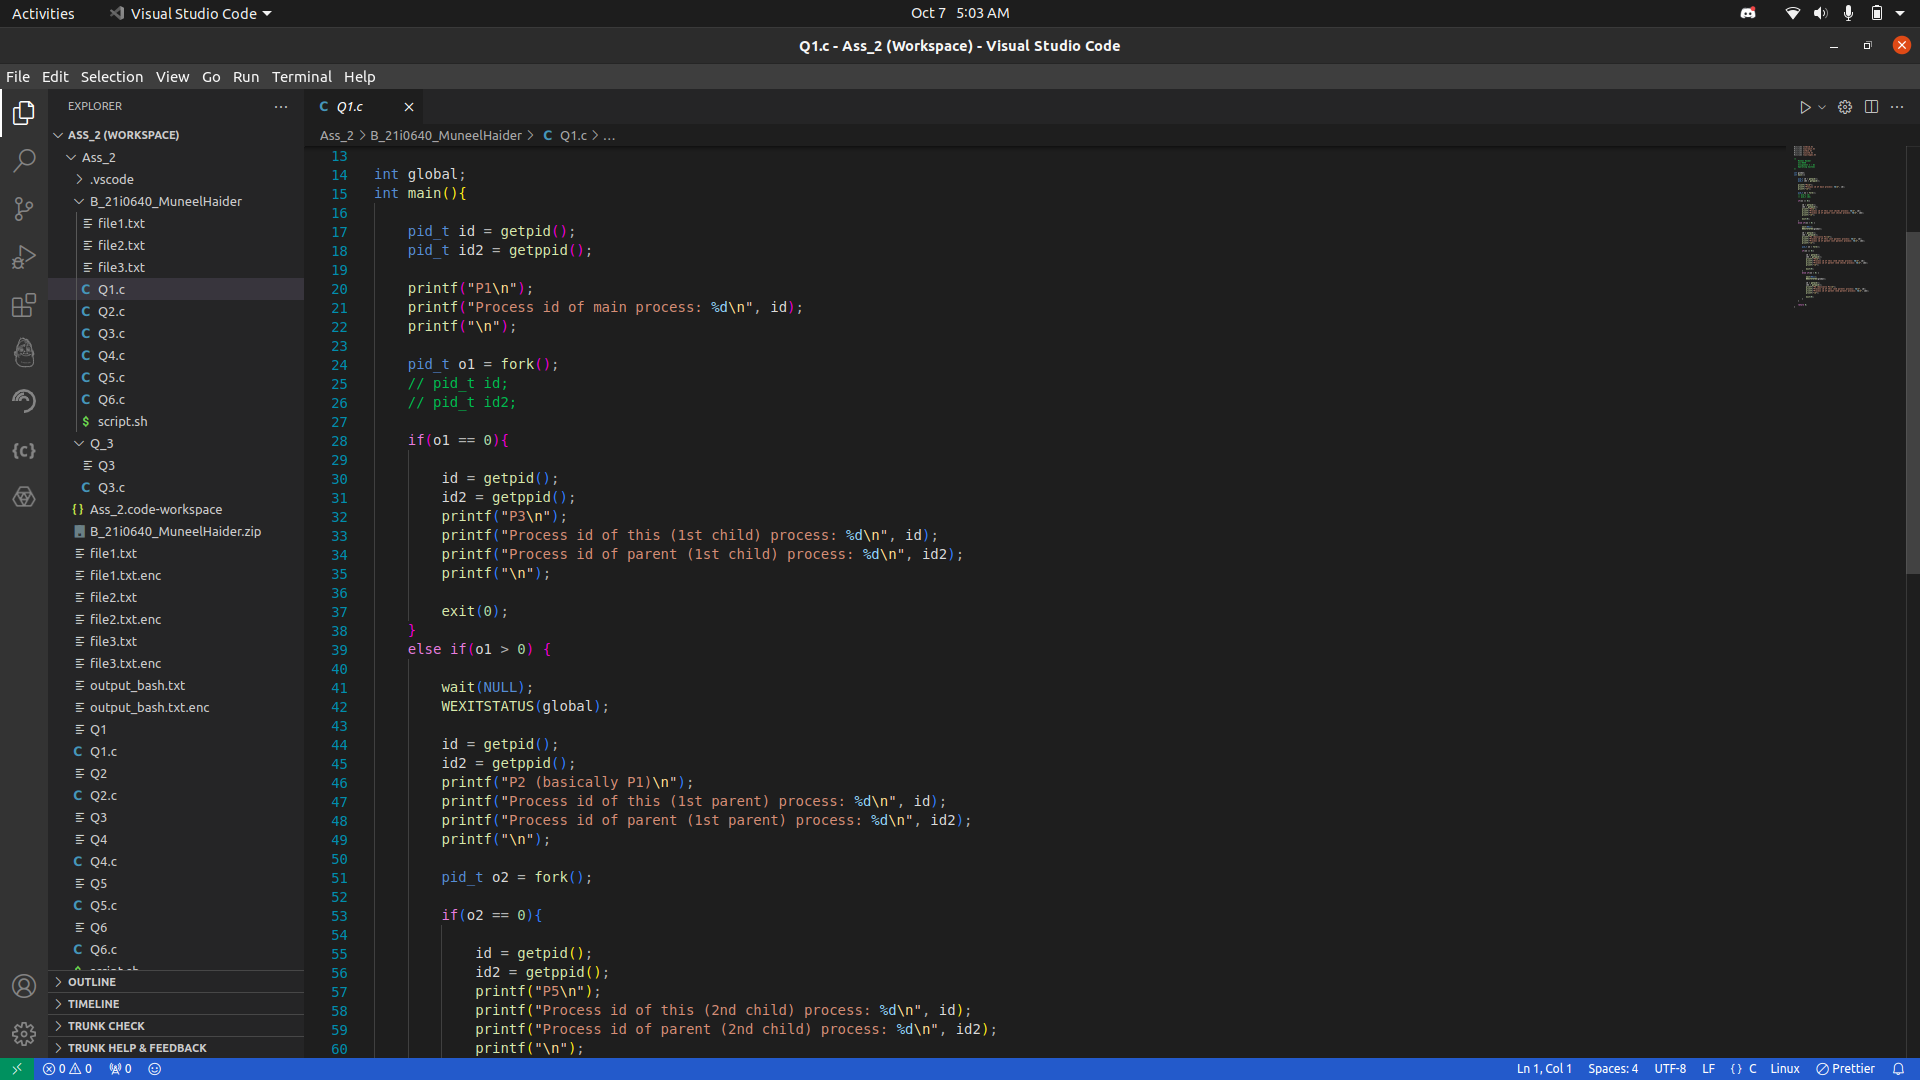 Activities
Visual Studio Code
Oct 7 5:03 AM
Q1.c - Ass_2 (Workspace) - Visual Studio Code
File Edit Selection View Go Run Terminal Help
EXPLORER
ASS_2 (WORKSPACE)
Ass_2
.vscode
B_21i0640_MuneelHaider
file1.txt
file2.txt
file3.txt
C Q1.c
C Q2.c
C Q3.c
C Q4.c
C Q5.c
C Q6.c
$ script.sh
Q_3
Q3
C Q3.c
{} Ass_2.code-workspace
B_21i0640_MuneelHaider.zip
file1.txt
file1.txt.enc
file2.txt
file2.txt.enc
file3.txt
file3.txt.enc
output_bash.txt
output_bash.txt.enc
Q1
C Q1.c
Q2
C Q2.c
Q3
Q4
C Q4.c
Q5
C Q5.c
Q6
C Q6.c
OUTLINE
TIMELINE
TRUNK CHECK
TRUNK HELP & FEEDBACK
C Q1.c
Ass_2 > B_21i0640_MuneelHaider > C Q1.c > ...
13
14 int global;
15 int main(){
16
17 pid_t id = getpid();
18 pid_t id2 = getppid();
19
20 printf("P1\n");
21 printf("Process id of main process: %d\n", id);
22 printf("\n");
23
24 pid_t o1 = fork();
25 // pid_t id;
26 // pid_t id2;
27
28 if(o1 == 0){
29
30 id = getpid();
31 id2 = getppid();
32 printf("P3\n");
33 printf("Process id of this (1st child) process: %d\n", id);
34 printf("Process id of parent (1st child) process: %d\n", id2);
35 printf("\n");
36
37 exit(0);
38 }
39 else if(o1 > 0) {
40
41 wait(NULL);
42 WEXITSTATUS(global);
43
44 id = getpid();
45 id2 = getppid();
46 printf("P2 (basically P1)\n");
47 printf("Process id of this (1st parent) process: %d\n", id);
48 printf("Process id of parent (1st parent) process: %d\n", id2);
49 printf("\n");
50
51 pid_t o2 = fork();
52
53 if(o2 == 0){
54
55 id = getpid();
56 id2 = getppid();
57 printf("P5\n");
58 printf("Process id of this (2nd child) process: %d\n", id);
59 printf("Process id of parent (2nd child) process: %d\n", id2);
60 printf("\n");
0 0 0
Ln 1, Col 1 Spaces: 4 UTF-8 LF {} C Linux Prettier